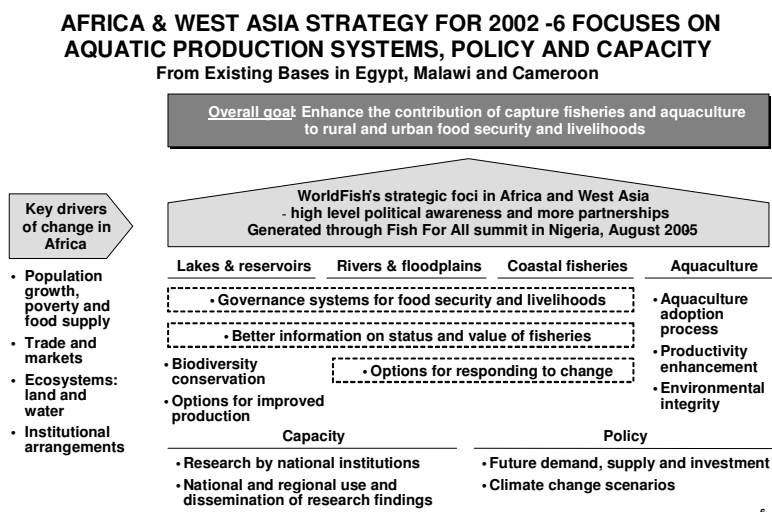 AFRICA & WEST ASIA STRATEGY FOR 2002 -6 FOCUSES ON
AQUATIC PRODUCTION SYSTEMS, POLICY AND CAPACITY
From Existing Bases in Egypt, Malawi and Cameroon
Overall goal: Enhance the contribution of capture fisheries and aquaculture
to rural and urban food security and livelihoods
Key drivers
of change in
Africa
• Population
growth,
poverty and
food supply
• Trade and
markets
• Ecosystems:
land and
water
• Institutional
arrangements
WorldFish's strategic foci in Africa and West Asia
- high level political awareness and more partnerships
Generated through Fish For All summit in Nigeria, August 2005-
Lakes & reservoirs Rivers & floodplains Coastal fisheries Aquaculture
• Governance systems for food security and livelihoods
• Better information on status and value of fisheries
• Biodiversity
conservation
• Options for improved
production
• Options for responding to change
• Aquaculture
adoption
process
• Productivity
enhancement
• Environmental
integrity
Capacity
• Research by national institutions
• National and regional use and
dissemination of research findings
Policy
• Future demand, supply and investment
• Climate change scenarios
6